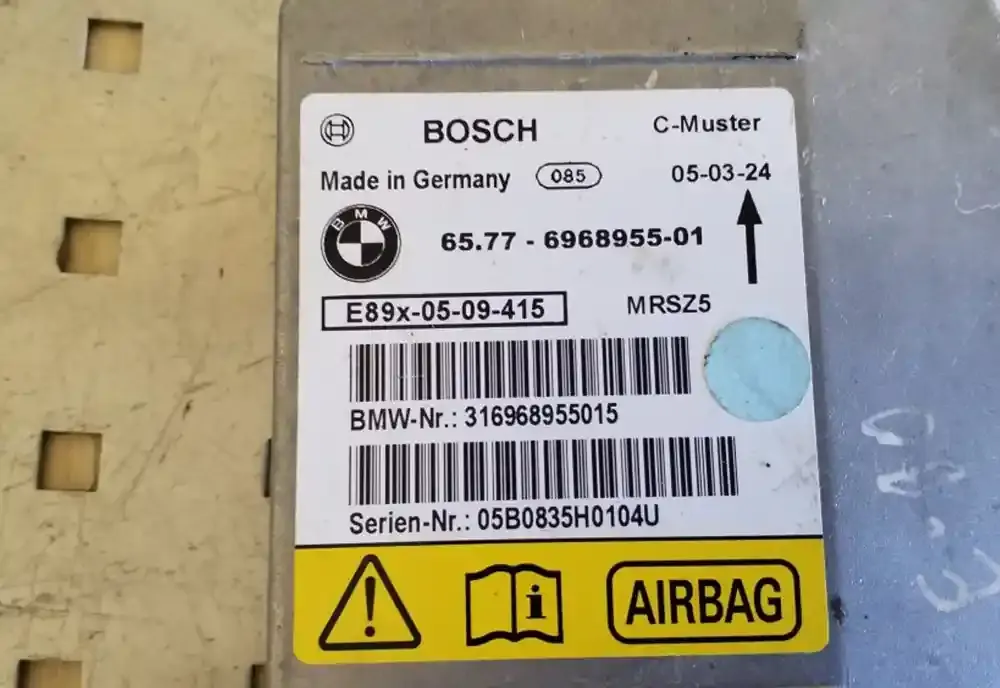 BOSCH C-Muster
Made in Germany 085 05-03-24
BMW 65.77 - 6968955-01
E89x-05-09-415 MRSZ5
BMW-Nr.: 316968955015
Serien-Nr.: 05B0835H0104U
! i AIRBAG